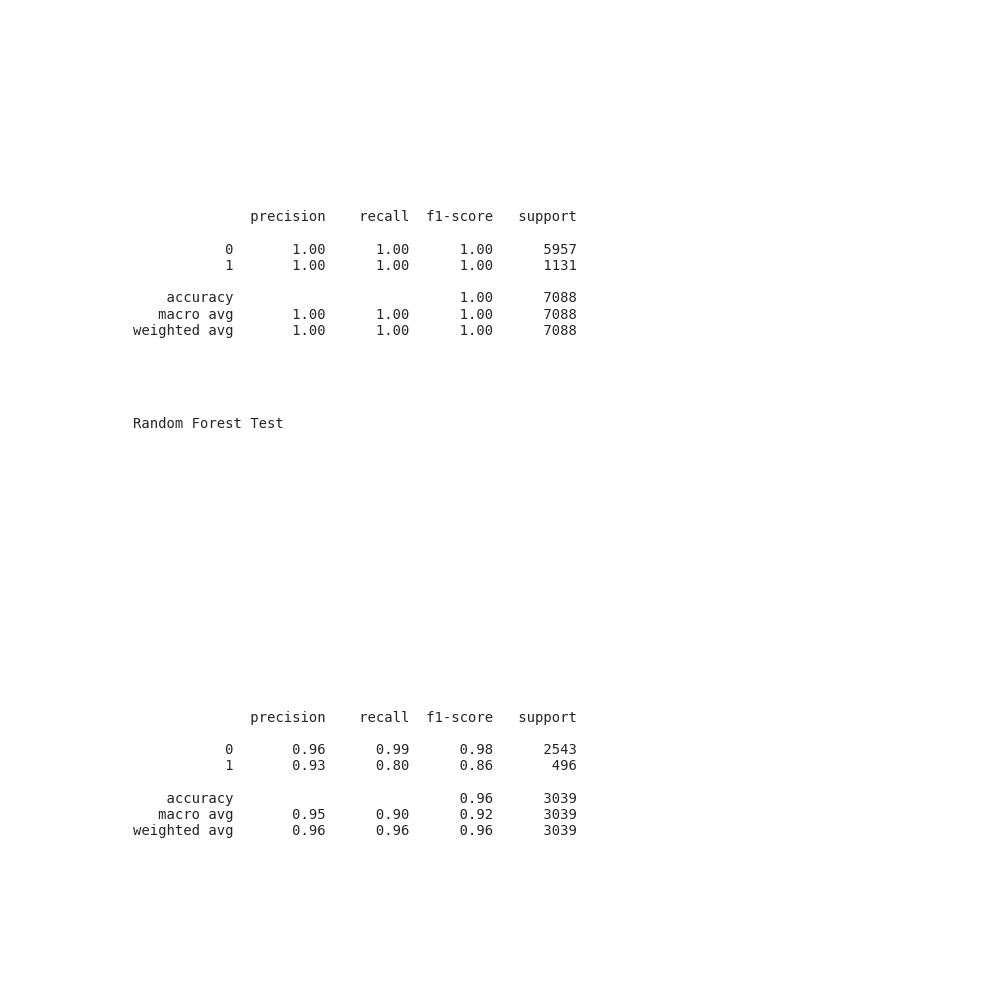 precision    recall  f1-score   support

           0       1.00      1.00      1.00      5957
           1       1.00      1.00      1.00      1131

    accuracy                           1.00      7088
   macro avg       1.00      1.00      1.00      7088
weighted avg       1.00      1.00      1.00      7088

Random Forest Test

              precision    recall  f1-score   support

           0       0.96      0.99      0.98      2543
           1       0.93      0.80      0.86       496

    accuracy                           0.96      3039
   macro avg       0.95      0.90      0.92      3039
weighted avg       0.96      0.96      0.96      3039